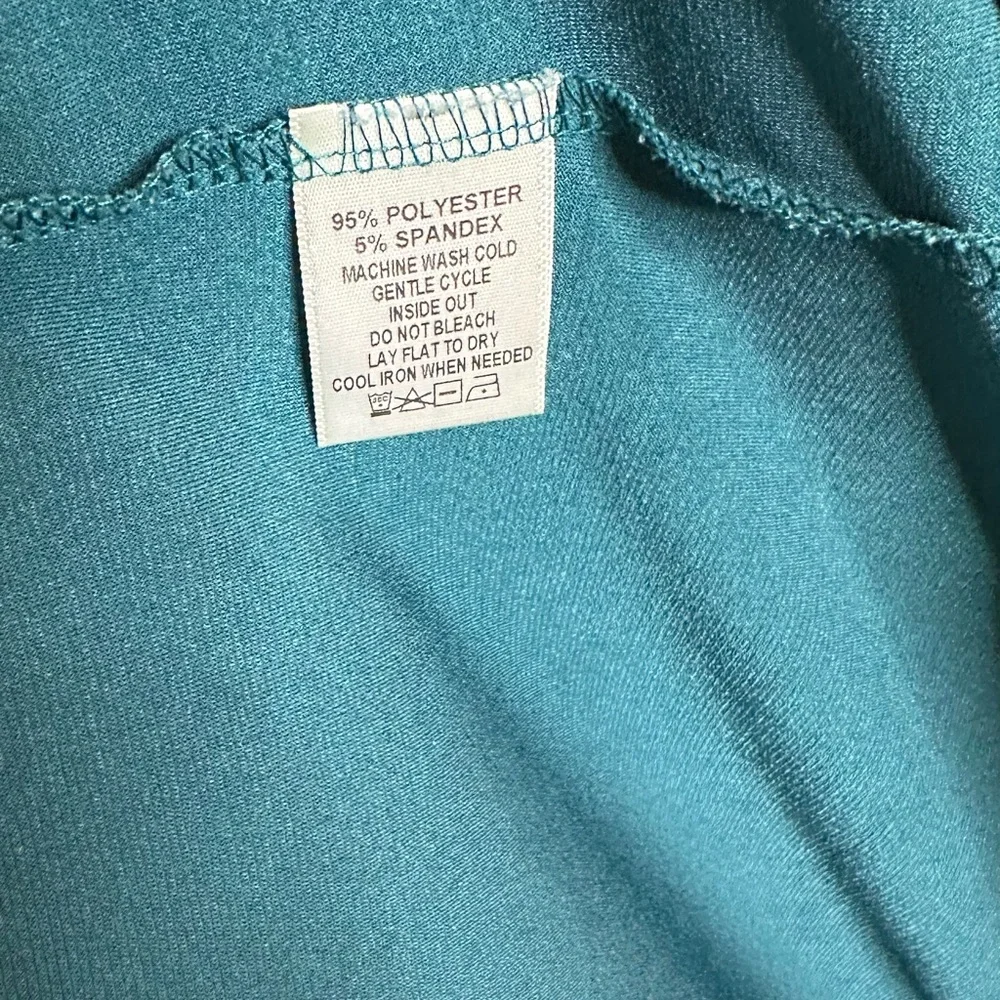 95% POLYESTER
5% SPANDEX
MACHINE WASH COLD
GENTLE CYCLE
INSIDE OUT
DO NOT BLEACH
LAY FLAT TO DRY
COOL IRON WHEN NEEDED